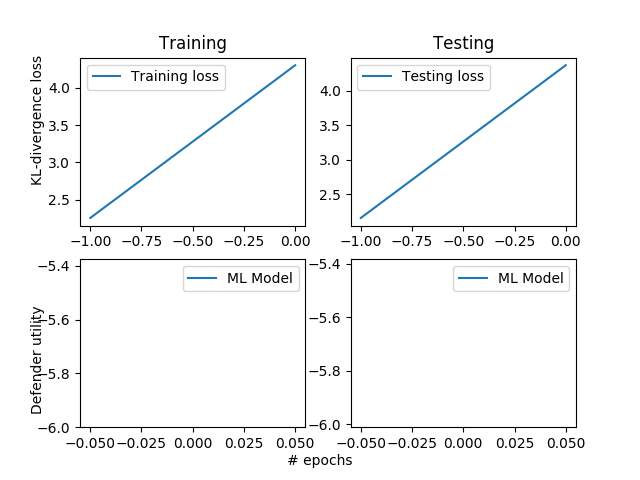 Training
Testing
KL-divergence loss
4.0
3.5
3.0
2.5
Training loss
−1.00 −0.75 −0.50 −0.25 0.00
4.0
3.5
3.0
2.5
Testing loss
−1.00 −0.75 −0.50 −0.25 0.00
Defender utility
−5.4
−5.6
−5.8
−6.0
ML Model
−0.050 −0.025 0.000 0.025 0.050
−5.4
−5.6
−5.8
−6.0
ML Model
−0.050 −0.025 0.000 0.025 0.050
# epochs